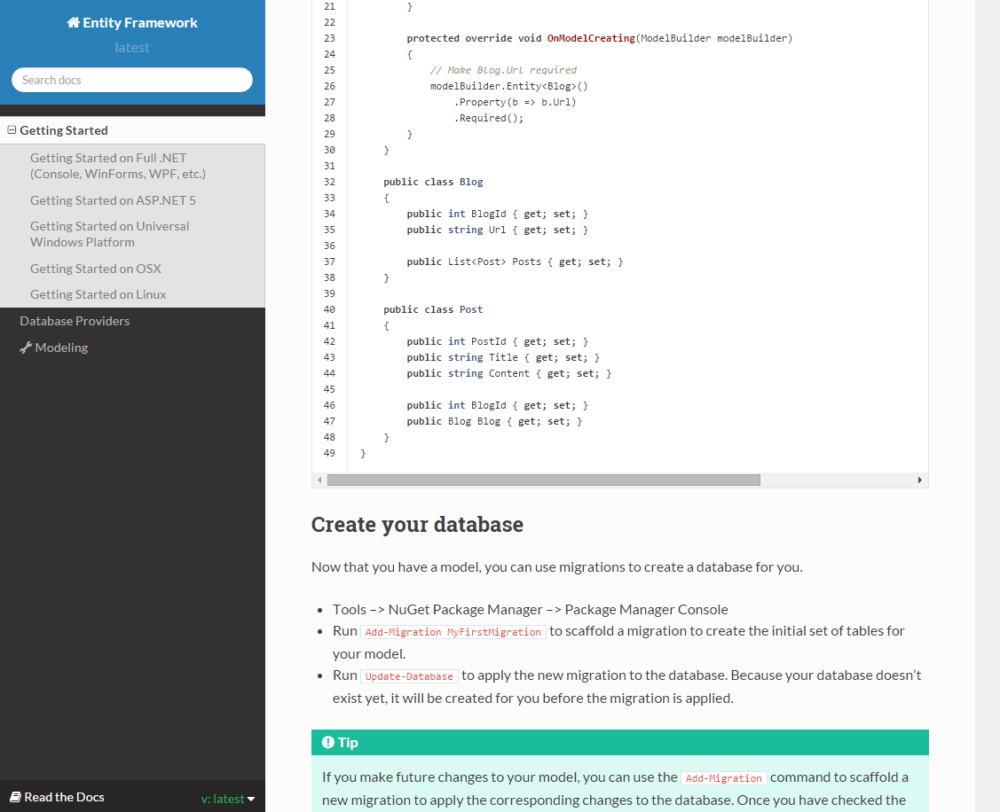 Entity Framework
latest
Search docs
Getting Started
Getting Started on Full .NET
(Console, WinForms, WPF, etc.)
Getting Started on ASP.NET 5
Getting Started on Universal
Windows Platform
Getting Started on OSX
Getting Started on Linux
Database Providers
Modeling
Read the Docs
v: latest
21         }
22
23         protected override void OnModelCreating(ModelBuilder modelBuilder)
24         {
25             // Make Blog.Url required
26             modelBuilder.Entity<Blog>()
27                 .Property(b => b.Url)
28                 .Required();
29         }
30     }
31
32     public class Blog
33     {
34         public int BlogId { get; set; }
35         public string Url { get; set; }
36
37         public List<Post> Posts { get; set; }
38     }
39
40     public class Post
41     {
42         public int PostId { get; set; }
43         public string Title { get; set; }
44         public string Content { get; set; }
45
46         public int BlogId { get; set; }
47         public Blog Blog { get; set; }
48     }
49 }
Create your database
Now that you have a model, you can use migrations to create a database for you.
• Tools –> NuGet Package Manager –> Package Manager Console
• Run Add-Migration MyFirstMigration to scaffold a migration to create the initial set of tables for
your model.
• Run Update-Database to apply the new migration to the database. Because your database doesn’t
exist yet, it will be created for you before the migration is applied.
Tip
If you make future changes to your model, you can use the Add-Migration command to scaffold a
new migration to apply the corresponding changes to the database. Once you have checked the